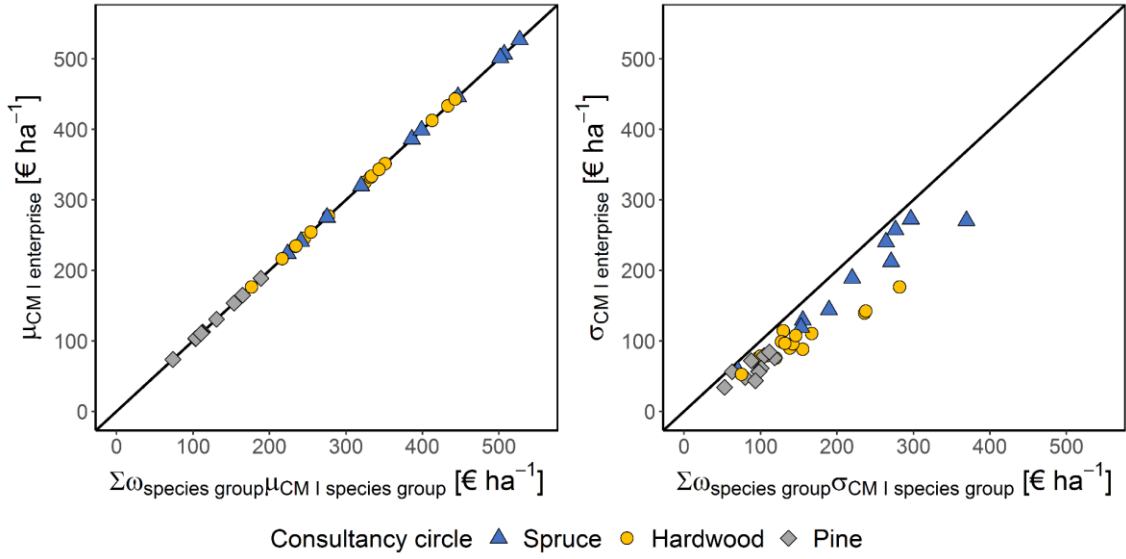 500
400
300
200
100
0
μCM I enterprise [€ ha⁻¹]
0 100 200 300 400 500
Σωspecies groupμCM I species group [€ ha⁻¹]
500
400
300
200
100
0
σCM I enterprise [€ ha⁻¹]
0 100 200 300 400 500
Σωspecies groupσCM I species group [€ ha⁻¹]
Consultancy circle Spruce Hardwood Pine